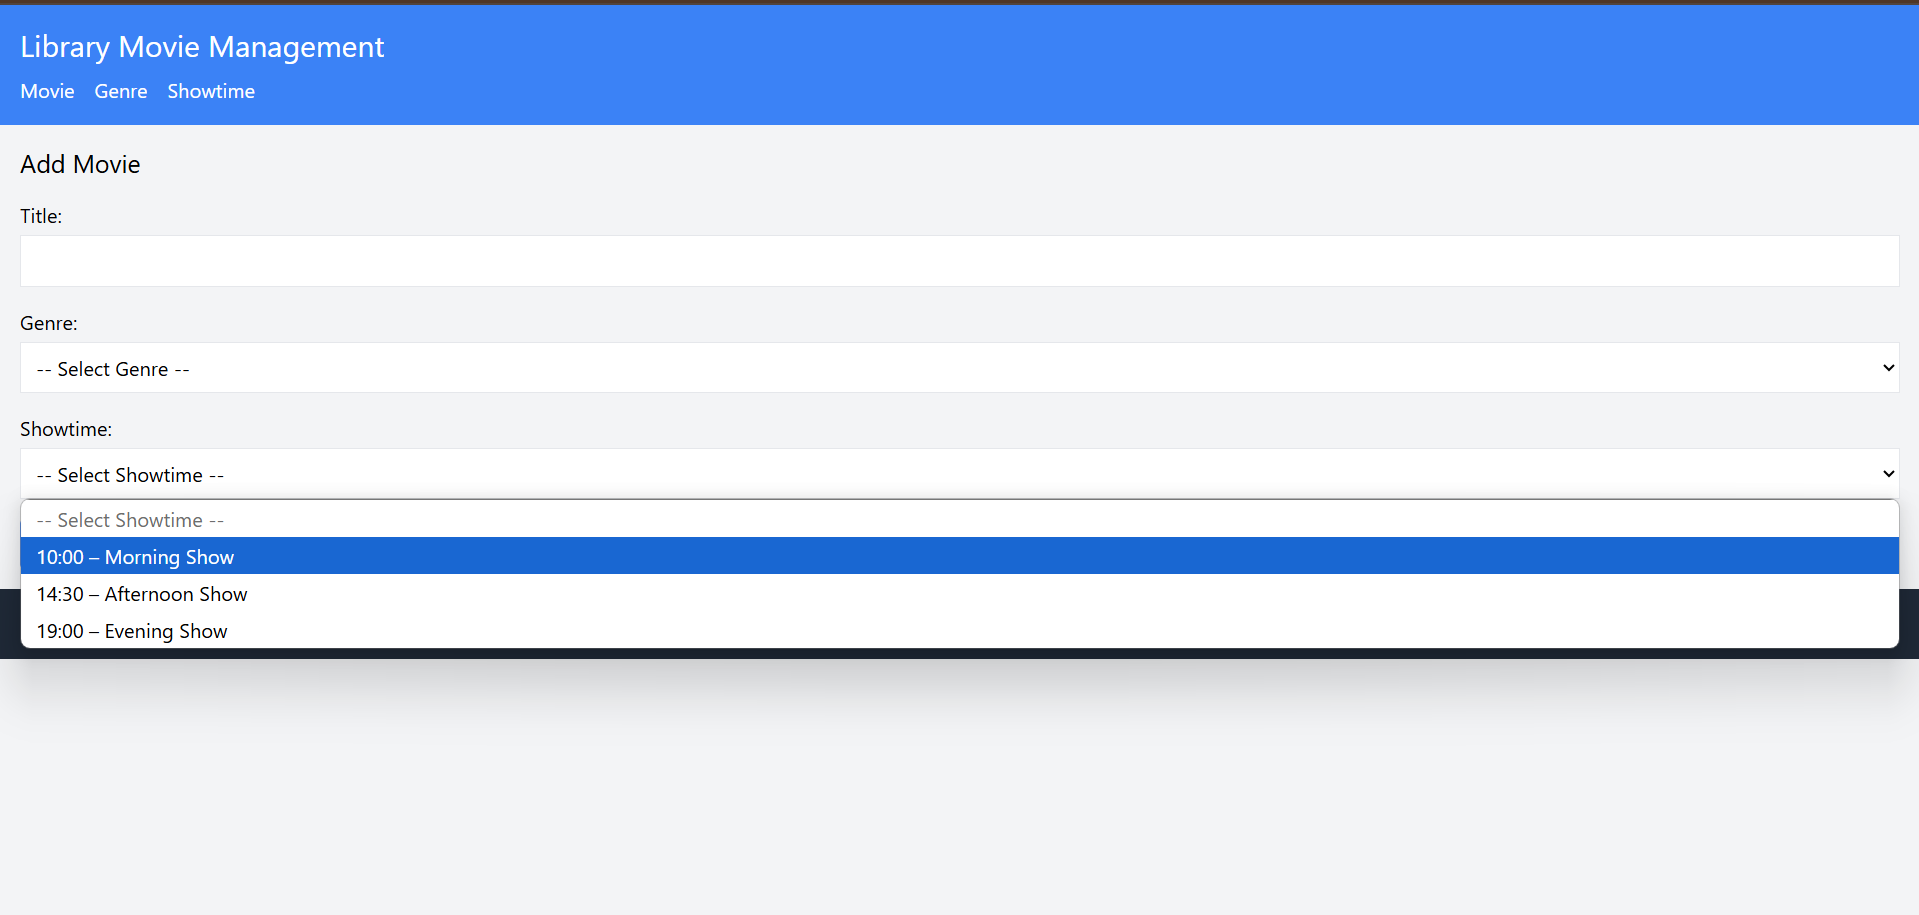 Library Movie Management
Movie Genre Showtime
Add Movie
Title:
Genre:
-- Select Genre --
Showtime:
-- Select Showtime --
-- Select Showtime --
10:00 – Morning Show
14:30 – Afternoon Show
19:00 – Evening Show